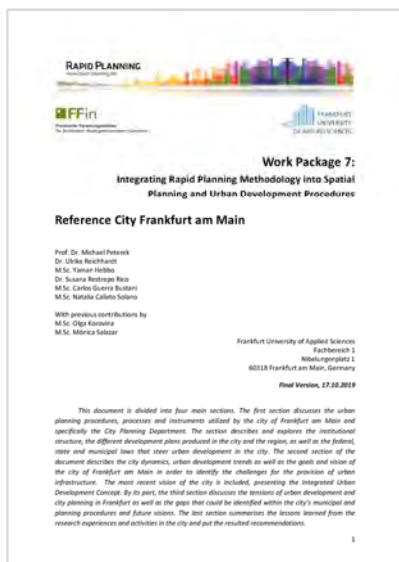 RAPID PLANNING
FFin
FRANKFURT
UNIVERSITY
OF APPLIED SCIENCES
Work Package 7:
Integrating Rapid Planning Methodology into Spatial
Planning and Urban Development Procedures
Reference City Frankfurt am Main
Prof. Dr. Michael Peterek
Dr. Ulrike Reichhardt
M.Sc. Yaman Hebbo
Dr. Susana Restrepo Rico
M.Sc. Carlos Guerra Bustani
M.Sc. Natalia Calixto Solano
With previous contributions by
M.Sc. Olga Koravina
M.Sc. Mónica Salazar
Frankfurt University of Applied Sciences
Fachbereich 1
Nibelungenplatz 1
60318 Frankfurt am Main, Germany
Final Version, 17.10.2019
This document is divided into four main sections. The first section discusses the urban
planning procedures, processes and instruments utilized by the city of Frankfurt am Main and
specifically the City Planning Department. The section describes and explores the institutional
structure, the different development plans produced in the city and the region, as well as the federal,
state and municipal laws that steer urban development in the city. The second section of the
document describes the city dynamics, urban development trends as well as the goals and vision of
the city of Frankfurt am Main in order to identify the challenges for the provision of urban
infrastructure. The most recent vision of the city is included, presenting the Integrated Urban
Development Concept. By its part, the third section discusses the tensions of urban development and
city planning in Frankfurt as well as the gaps that could be identified within the city's municipal and
planning procedures and future visions. The last section summarises the lessons learned from the
research experiences and activities in the city and put the resulted recommendations.
1